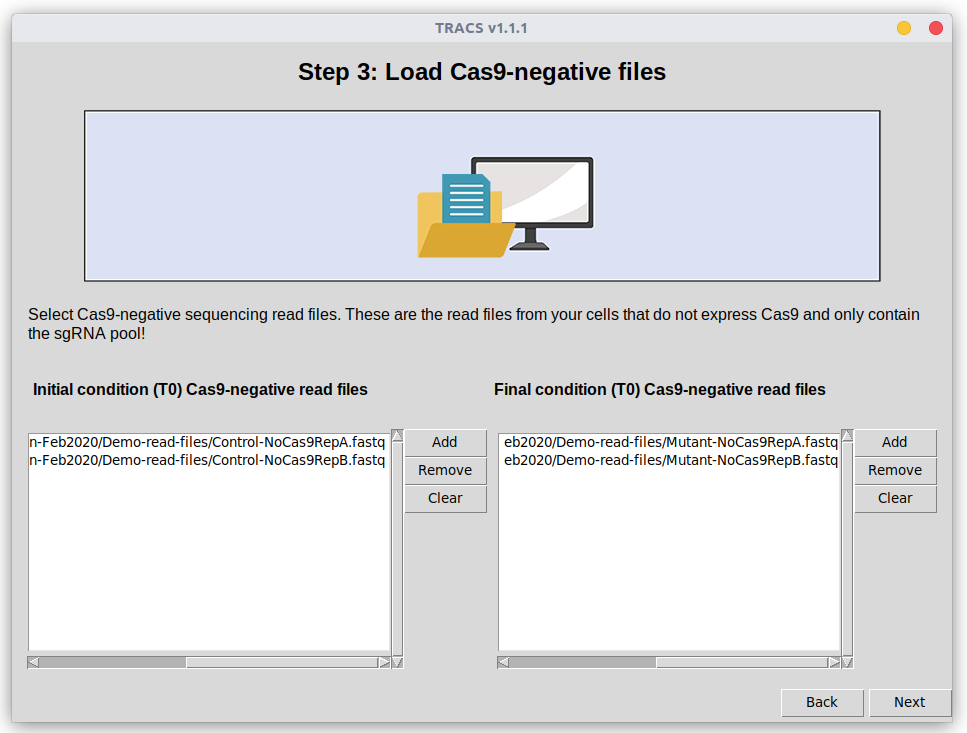 TRACS v1.1.1
Step 3: Load Cas9-negative files
Select Cas9-negative sequencing read files. These are the read files from your cells that do not express Cas9 and only contain
the sgRNA pool!
Initial condition (T0) Cas9-negative read files
n-Feb2020/Demo-read-files/Control-NoCas9RepA.fastq
n-Feb2020/Demo-read-files/Control-NoCas9RepB.fastq
Add
Remove
Clear
Final condition (T0) Cas9-negative read files
eb2020/Demo-read-files/Mutant-NoCas9RepA.fastq
eb2020/Demo-read-files/Mutant-NoCas9RepB.fastq
Add
Remove
Clear
Back
Next